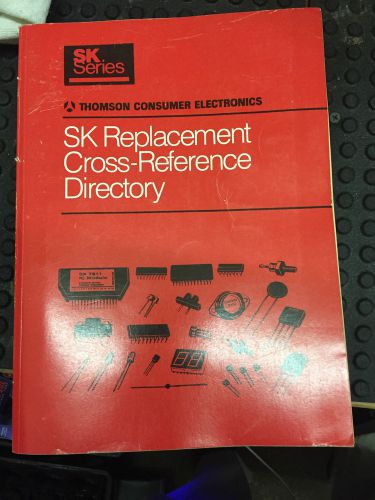 SK
Series
THOMSON CONSUMER ELECTRONICS
SK Replacement
Cross-Reference
Directory